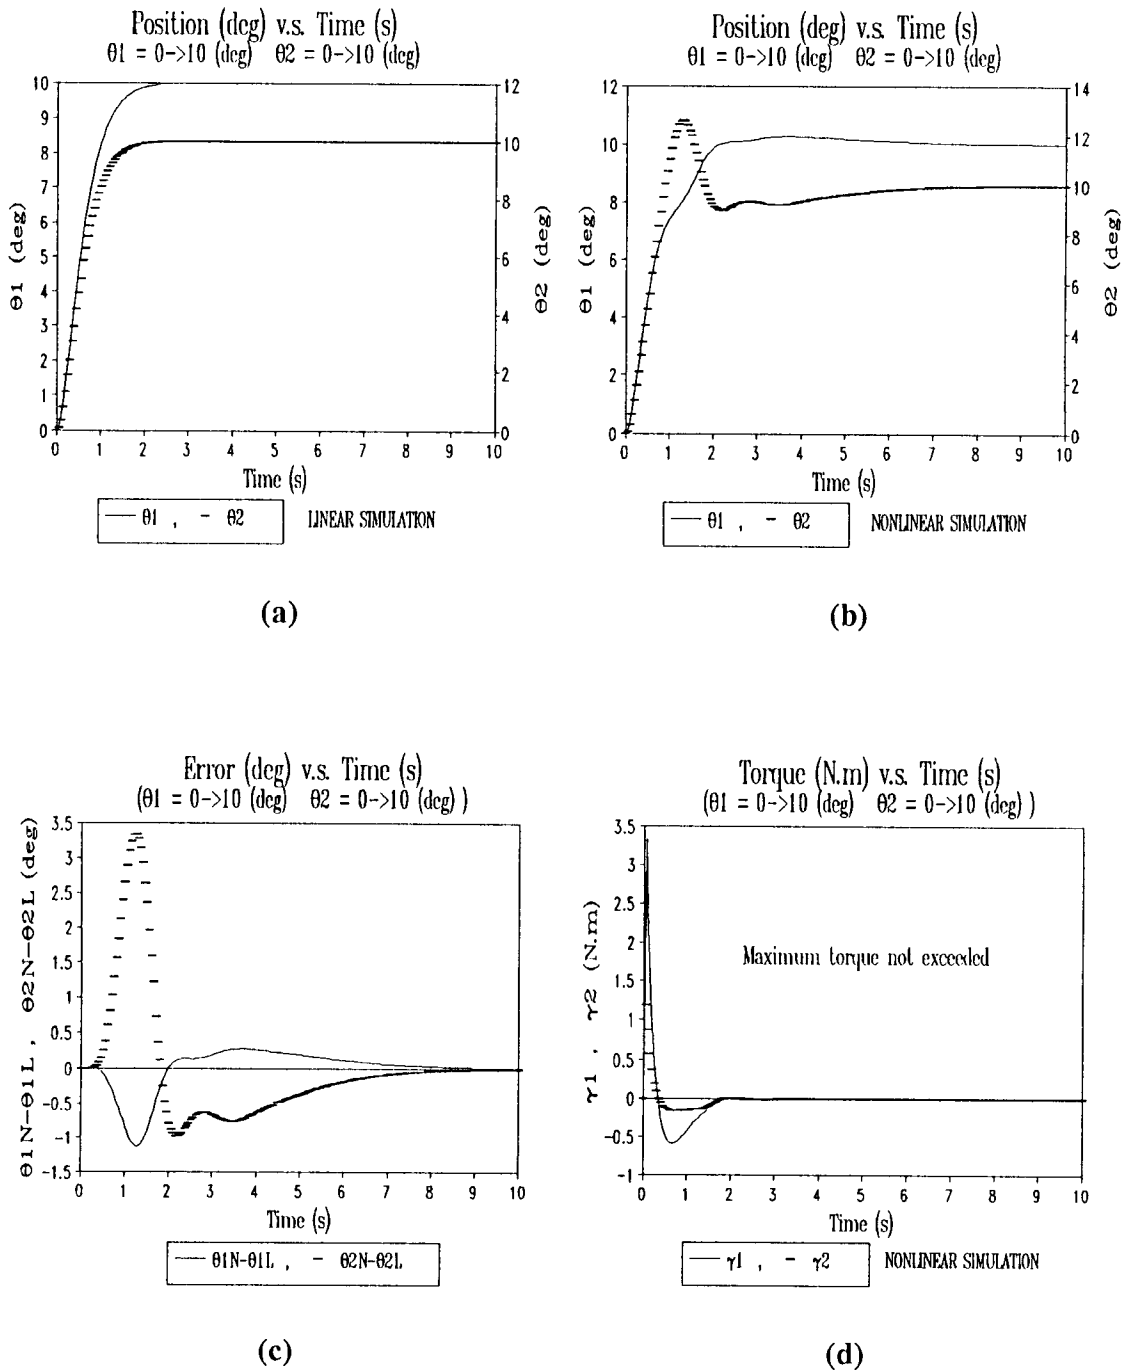 Position (deg) v.s. Time (s)
θ1 = 0->10 (deg) θ2 = 0->10 (deg)
10
9
8
7
6
5
4
3
2
1
0
θ1 (deg)
12
10
8
6
4
2
0
θ2 (deg)
0 1 2 3 4 5 6 7 8 9 10
Time (s)
θ1 , - θ2
LINEAR SIMULATION
(a)
Position (deg) v.s. Time (s)
θ1 = 0->10 (deg) θ2 = 0->10 (deg)
12
10
8
6
4
2
0
θ1 (deg)
14
12
10
8
6
4
2
0
θ2 (deg)
0 1 2 3 4 5 6 7 8 9 10
Time (s)
θ1 , - θ2
NONLINEAR SIMULATION
(b)
Error (deg) v.s. Time (s)
(θ1 = 0->10 (deg) θ2 = 0->10 (deg) )
3.5
3
2.5
2
1.5
1
0.5
0
-0.5
-1
-1.5
θ1N-θ1L , θ2N-θ2L (deg)
0 1 2 3 4 5 6 7 8 9 10
Time (s)
θ1N-θ1L , - θ2N-θ2L
(c)
Torque (N.m) v.s. Time (s)
(θ1 = 0->10 (deg) θ2 = 0->10 (deg) )
3.5
3
2.5
2
1.5
1
0.5
0
-0.5
-1
γ1 , γ2 (N.m)
Maximum torque not exceeded
0 1 2 3 4 5 6 7 8 9 10
Time (s)
γ1 , - γ2
NONLINEAR SIMULATION
(d)